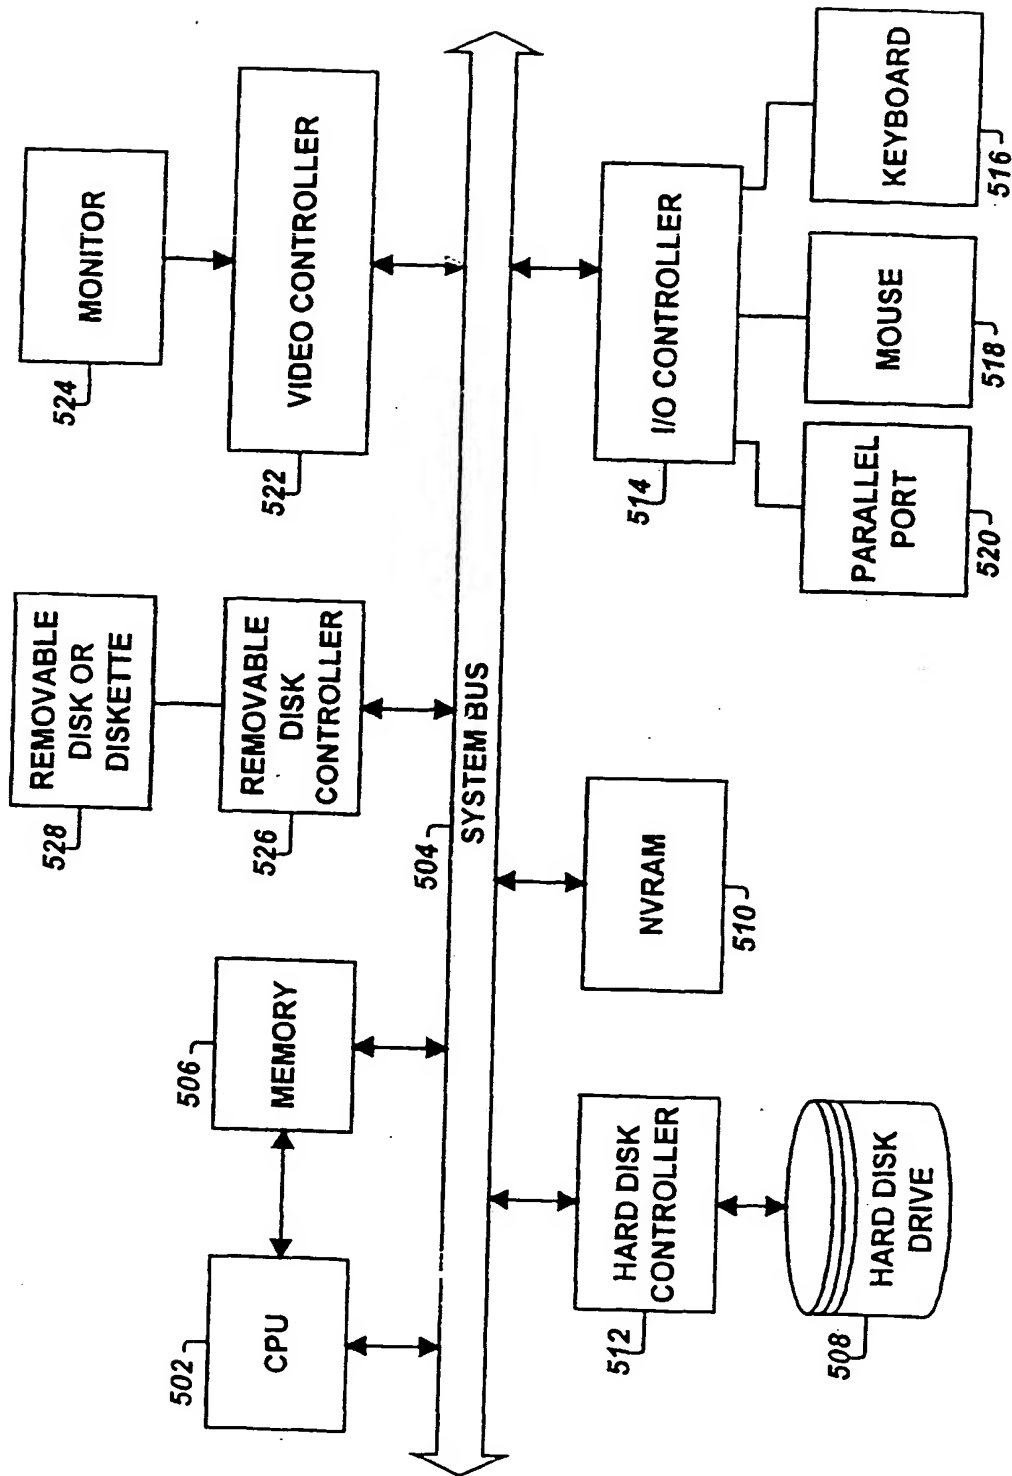 MONITOR
524
VIDEO CONTROLLER
522
REMOVABLE
DISK OR
DISKETTE
528
REMOVABLE
DISK
CONTROLLER
526
506
MEMORY
502
CPU
504
SYSTEM BUS
HARD DISK
CONTROLLER
512
HARD DISK
DRIVE
508
NVRAM
510
I/O CONTROLLER
514
PARALLEL
PORT
520
MOUSE
518
KEYBOARD
516